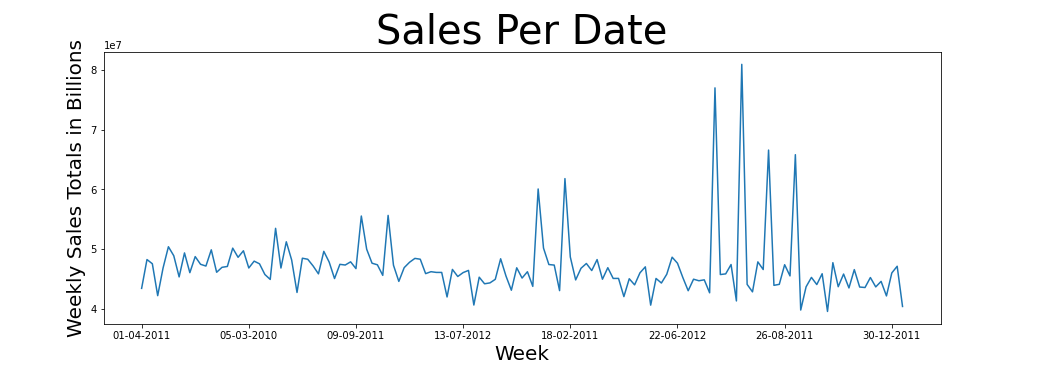 Sales Per Date
1e7
Weekly Sales Totals in Billions
8
7
6
5
4
01-04-2011 05-03-2010 09-09-2011 13-07-2012 18-02-2011 22-06-2012 26-08-2011 30-12-2011
Week